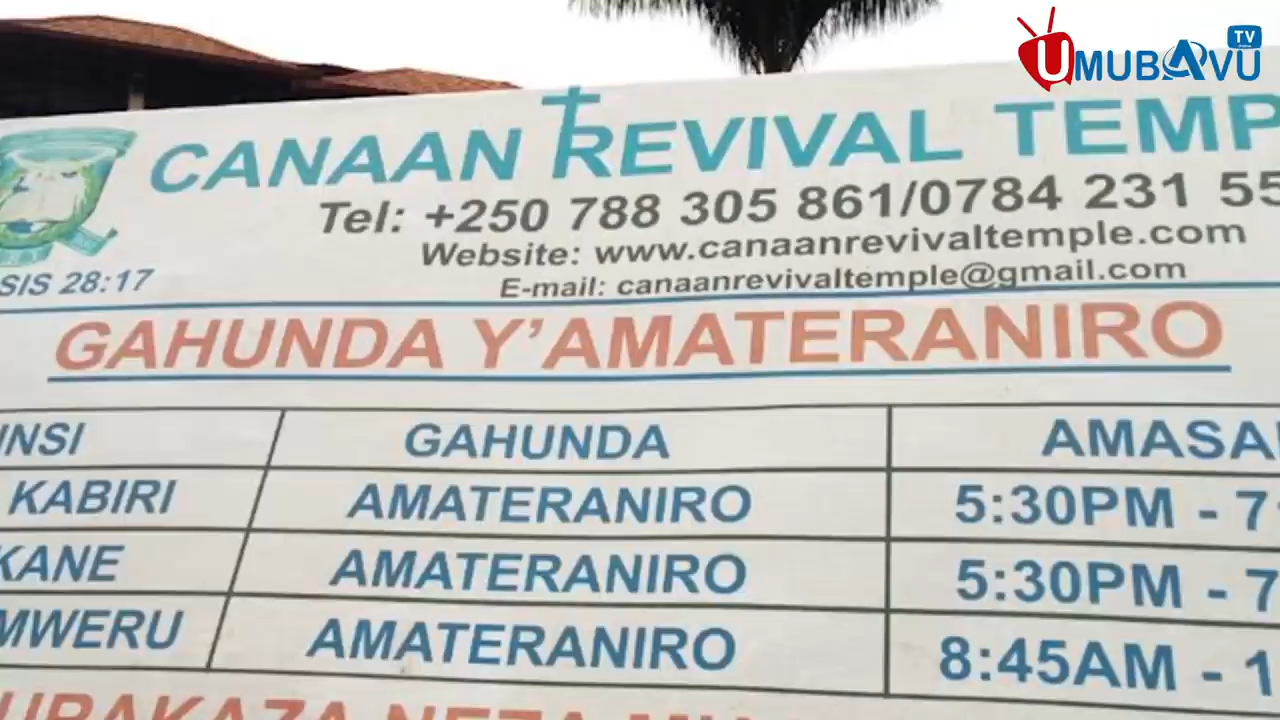 UMUBAVU TV
CANAAN REVIVAL TEMP
Tel: +250 788 305 861/0784 231 55
Website: www.canaanrevivaltemple.com
E-mail: canaanrevivaltemple@gmail.com
SIS 28:17
GAHUNDA Y'AMATERANIRO
INSI GAHUNDA AMASA
KABIRI AMATERANIRO 5:30PM - 7
KANE AMATERANIRO 5:30PM - 7
MWERU AMATERANIRO 8:45AM - 1